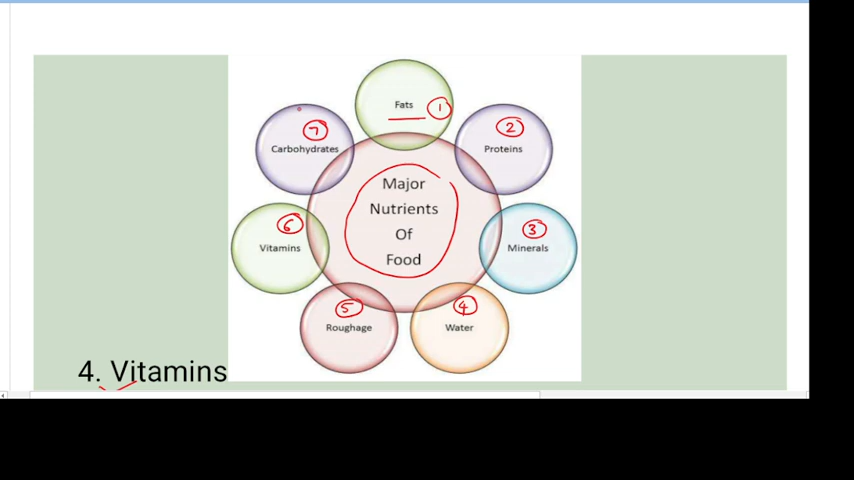 Fats 1
7
Carbohydrates
2
Proteins
Major
Nutrients
Of
Food
6
Vitamins
3
Minerals
5
Roughage
4
Water
4. Vitamins